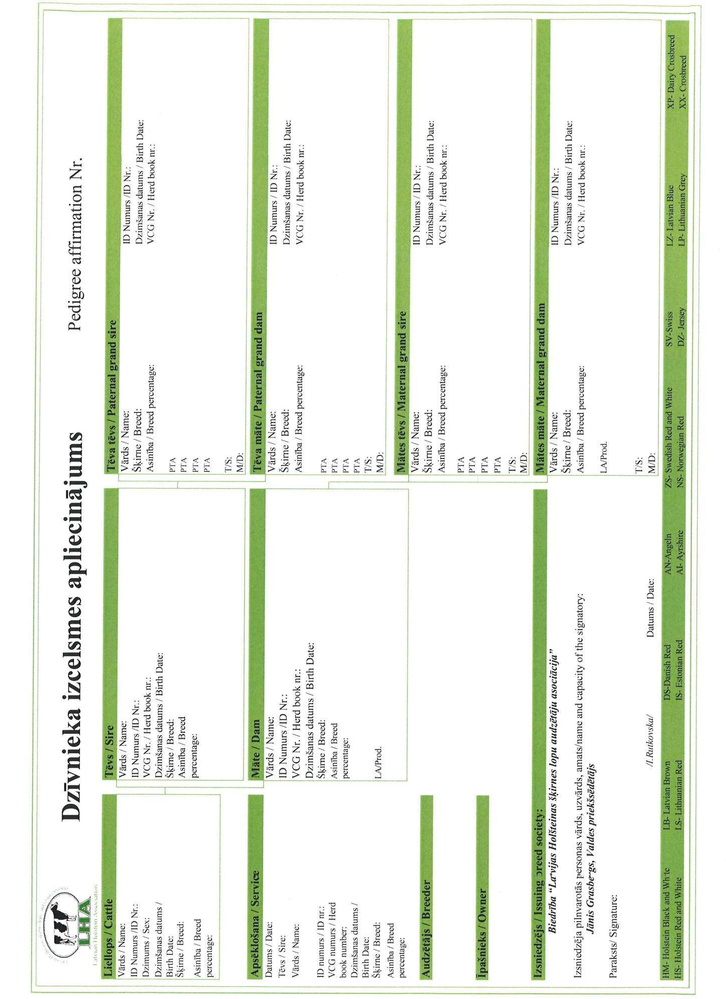 LHA
Latvian Holstein Association
Dzīvnieka izcelsmes apliecinājums
Pedigree affirmation Nr.
Liellops / Cattle
Vārds / Name:
ID Numurs /ID Nr.:
Dzimums / Sex:
Dzimšanas datums /
Birth Date:
Šķirne / Breed:
Asinība / Breed
percentage:
Apsēklošana / Service
Datums / Date:
Tēvs / Sire:
Vārds / Name:
ID numurs / ID nr.:
VCG numurs / Herd
book number:
Dzimšanas datums /
Birth Date:
Šķirne / Breed:
Asinība / Breed
percentage:
Audzētājs / Breeder
Īpašnieks / Owner
Tēvs / Sire
Vārds / Name:
ID Numurs /ID Nr.:
VCG Nr. / Herd book nr.:
Dzimšanas datums / Birth Date:
Šķirne / Breed:
Asinība / Breed
percentage:
Māte / Dam
Vārds / Name:
ID Numurs /ID Nr.:
VCG Nr. / Herd book nr.:
Dzimšanas datums / Birth Date:
Šķirne / Breed:
Asinība / Breed
percentage:
LA/Prod.
Tēva tēvs / Paternal grand sire
Vārds / Name:
ID Numurs /ID Nr.:
Šķirne / Breed:
Dzimšanas datums / Birth Date:
Asinība / Breed percentage:
VCG Nr. / Herd book nr.:
PTA
PTA
PTA
PTA
T/S:
M/D:
Tēva māte / Paternal grand dam
Vārds / Name:
ID Numurs / ID Nr.:
Šķirne / Breed:
Dzimšanas datums / Birth Date:
Asinība / Breed percentage:
VCG Nr. / Herd book nr.:
PTA
PTA
PTA
PTA
T/S:
M/D:
Mātes tēvs / Maternal grand sire
Vārds / Name:
ID Numurs / ID Nr.:
Šķirne / Breed:
Dzimšanas datums / Birth Date:
Asinība / Breed percentage:
VCG Nr. / Herd book nr.:
PTA
PTA
PTA
PTA
T/S:
M/D:
Mātes māte / Maternal grand dam
Vārds / Name:
ID Numurs /ID Nr.:
Šķirne / Breed:
Dzimšanas datums / Birth Date:
Asinība / Breed percentage:
VCG Nr. / Herd book nr.:
LA/Prod.
T/S:
M/D:
Izsniedzējs / Issuing breed society:
Biedrība “Latvijas Holšteinas šķirnes lopu audzētāju asociācija”
Izsniedzēja pilnvarotās personas vārds, uzvārds, amats/name and capacity of the signatory:
Jānis Grasbergs, Valdes priekšsēdētājs
Paraksts/ Signature:
/I.Rutkovska/ Datums / Date:
HM- Holstein Black and White LB- Latvian Brown DS-Danish Red AN-Angeln ZS- Swedish Red and White SV-Swiss LZ- Latvian Blue XP- Dairy Crosbreed
HS- Holstein Red and White LS- Lithuanian Red IS- Estonian Red AI- Ayrshire NS- Norwegian Red DZ- Jersey LP- Lithuanian Grey XX- Crosbreed